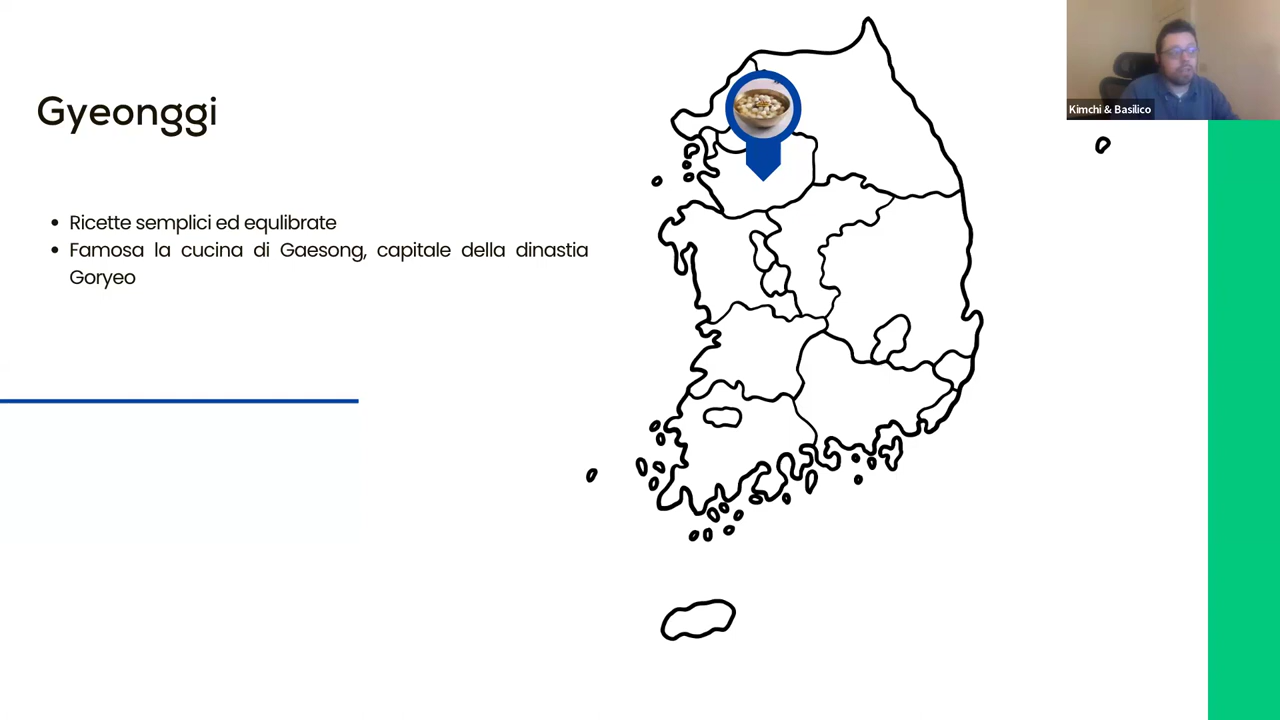 Gyeonggi
Kimchi & Basilico
• Ricette semplici ed equlibrate
• Famosa la cucina di Gaesong, capitale della dinastia
Goryeo